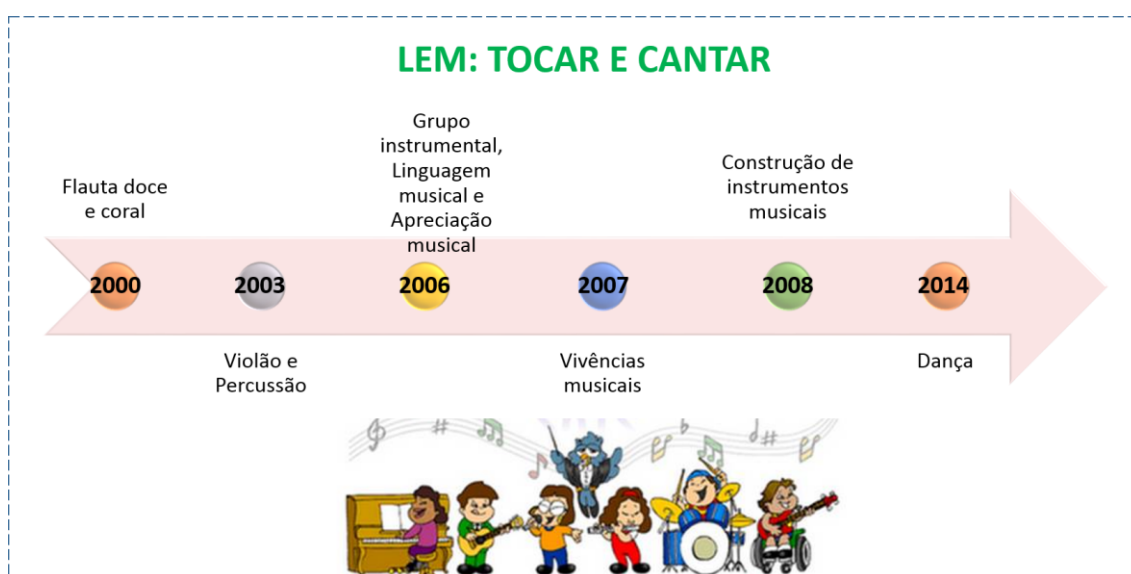 LEM: TOCAR E CANTAR
Flauta doce
e coral
Grupo
instrumental,
Linguagem
musical e
Apreciação
musical
Construção de
instrumentos
musicais
2000
2003
2006
2007
2008
2014
Violão e
Percussão
Vivências
musicais
Dança